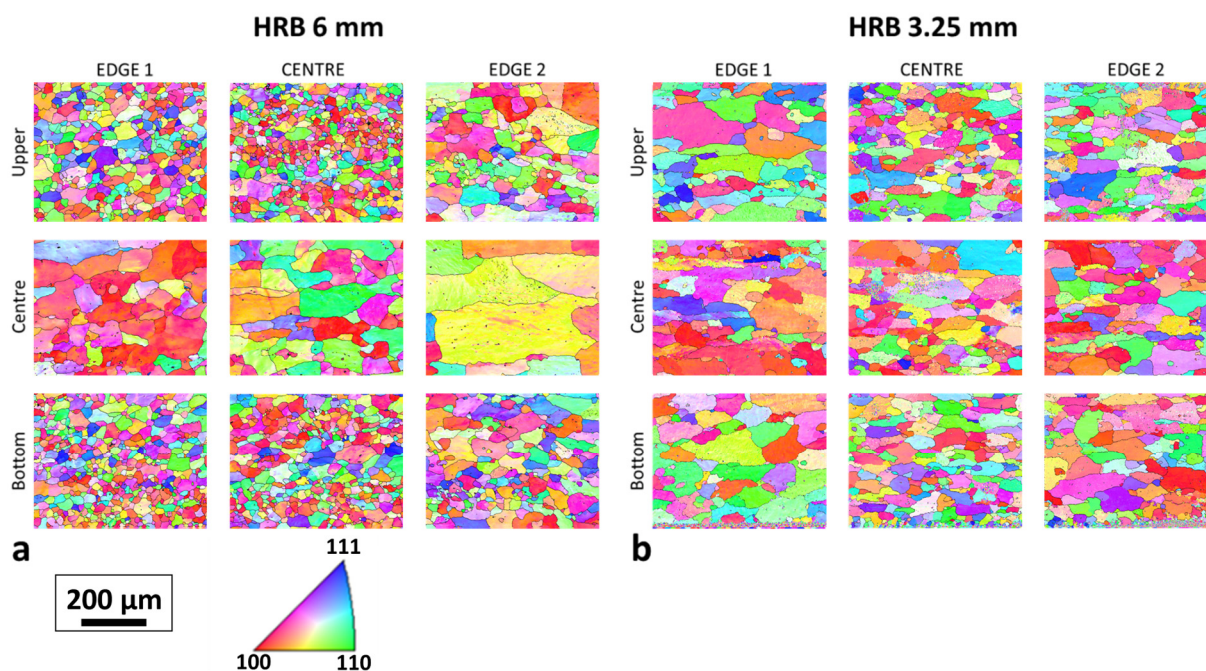 HRB 6 mm
HRB 3.25 mm
EDGE 1
CENTRE
EDGE 2
EDGE 1
CENTRE
EDGE 2
Upper
Upper
Centre
Centre
Bottom
Bottom
a
b
200 µm
111
100
110